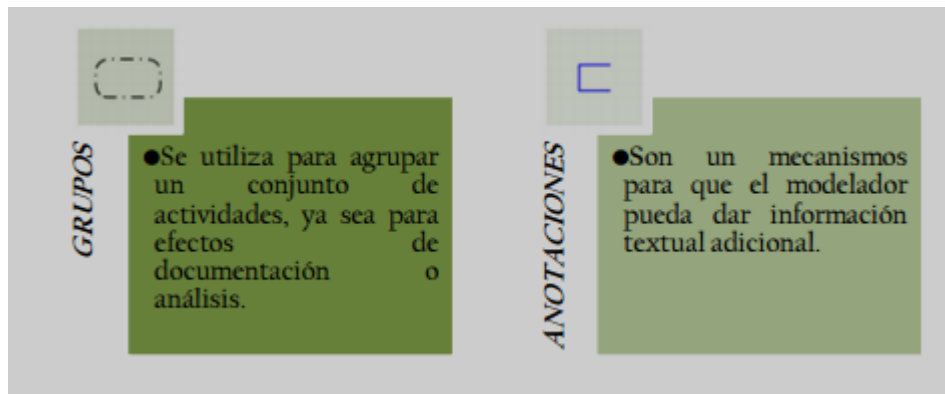 GRUPOS
●Se utiliza para agrupar
un conjunto de
actividades, ya sea para
efectos de
documentación o
análisis.
ANOTACIONES
●Son un mecanismos
para que el modelador
pueda dar información
textual adicional.